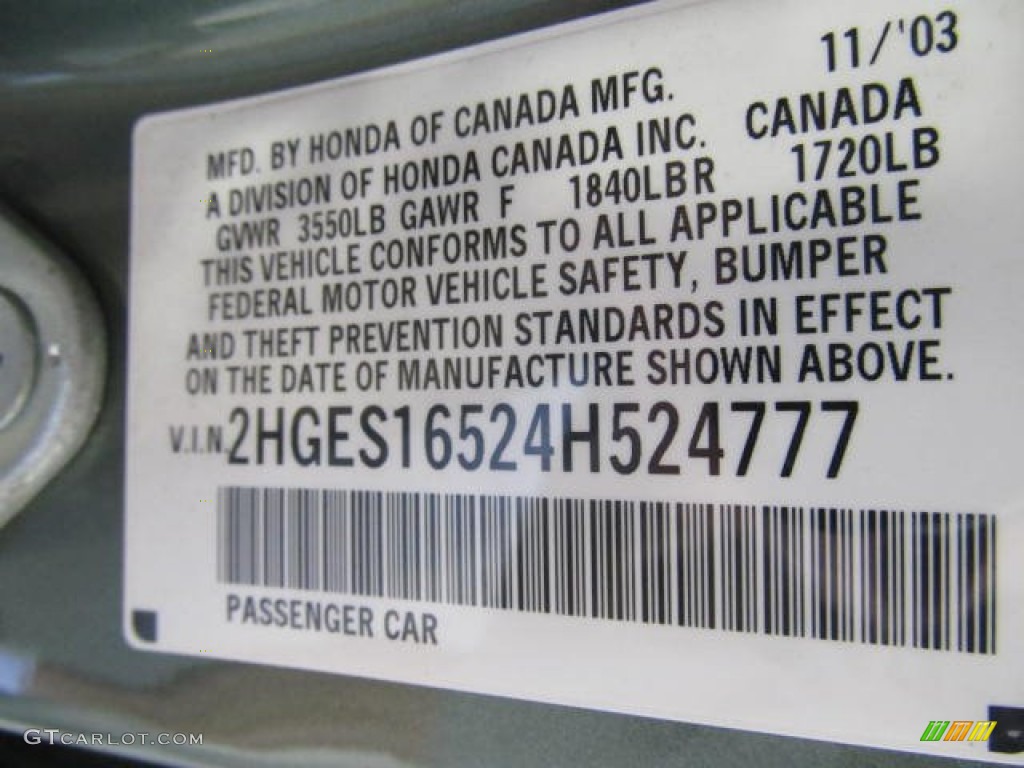 11/'03
MFD. BY HONDA OF CANADA MFG.
A DIVISION OF HONDA CANADA INC. CANADA
GVWR 3550LB GAWR F 1840LBR 1720LB
THIS VEHICLE CONFORMS TO ALL APPLICABLE
FEDERAL MOTOR VEHICLE SAFETY, BUMPER
AND THEFT PREVENTION STANDARDS IN EFFECT
ON THE DATE OF MANUFACTURE SHOWN ABOVE.
V.I.N. 2HGES16524H524777
PASSENGER CAR
GTCARLOT.COM